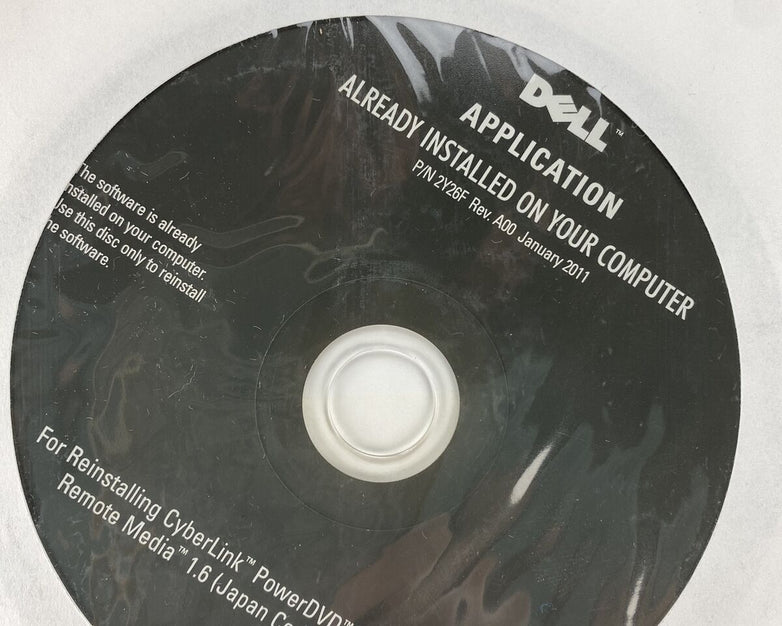 DELL™
APPLICATION
ALREADY INSTALLED ON YOUR COMPUTER
P/N 2Y26F Rev. A00 January 2011
The software is already
installed on your computer.
Use this disc only to reinstall
the software.
For Reinstalling CyberLink™ PowerDVD™
Remote Media™ 1.6 (Japan